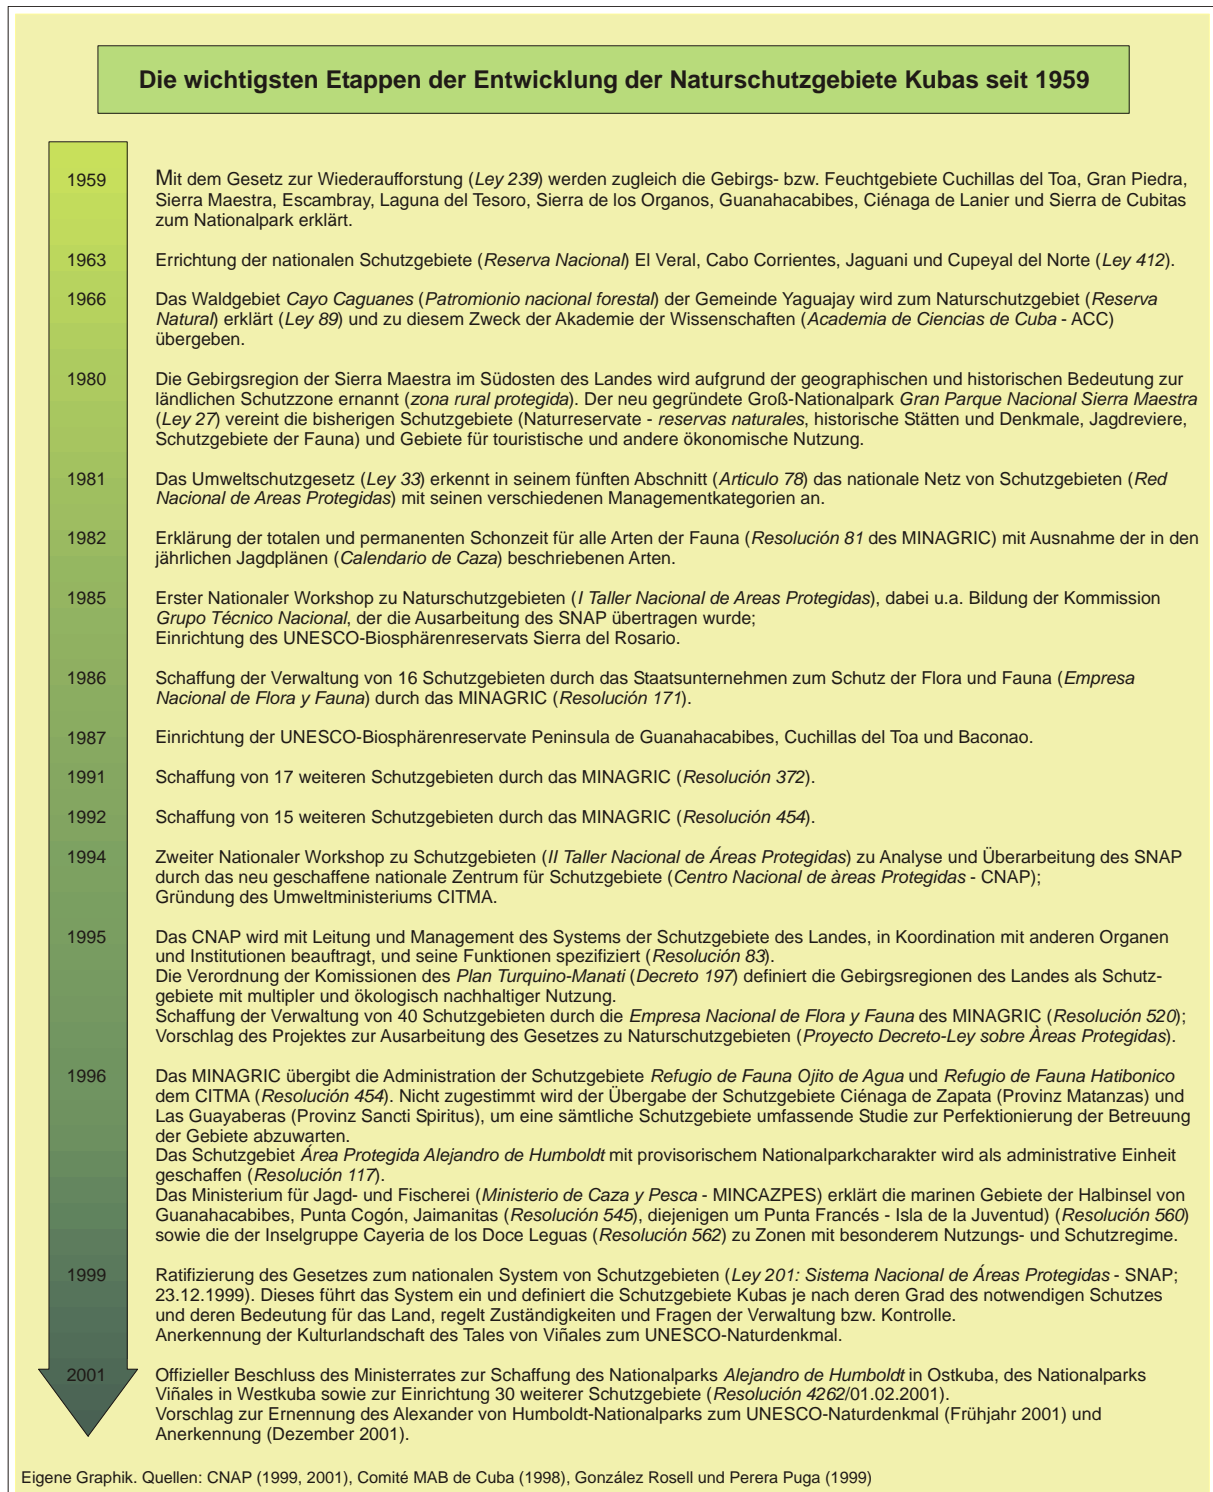 Die wichtigsten Etappen der Entwicklung der Naturschutzgebiete Kubas seit 1959
1959
Mit dem Gesetz zur Wiederaufforstung (Ley 239) werden zugleich die Gebirgs- bzw. Feuchtgebiete Cuchillas del Toa, Gran Piedra,
Sierra Maestra, Escambray, Laguna del Tesoro, Sierra de los Organos, Guanahacabibes, Ciénaga de Lanier und Sierra de Cubitas
zum Nationalpark erklärt.
1963
Errichtung der nationalen Schutzgebiete (Reserva Nacional) El Veral, Cabo Corrientes, Jaguani und Cupeyal del Norte (Ley 412).
1966
Das Waldgebiet Cayo Caguanes (Patromionio nacional forestal) der Gemeinde Yaguajay wird zum Naturschutzgebiet (Reserva
Natural) erklärt (Ley 89) und zu diesem Zweck der Akademie der Wissenschaften (Academia de Ciencias de Cuba - ACC)
übergeben.
1980
Die Gebirgsregion der Sierra Maestra im Südosten des Landes wird aufgrund der geographischen und historischen Bedeutung zur
ländlichen Schutzzone ernannt (zona rural protegida). Der neu gegründete Groß-Nationalpark Gran Parque Nacional Sierra Maestra
(Ley 27) vereint die bisherigen Schutzgebiete (Naturreservate - reservas naturales, historische Stätten und Denkmale, Jagdreviere,
Schutzgebiete der Fauna) und Gebiete für touristische und andere ökonomische Nutzung.
1981
Das Umweltschutzgesetz (Ley 33) erkennt in seinem fünften Abschnitt (Articulo 78) das nationale Netz von Schutzgebieten (Red
Nacional de Areas Protegidas) mit seinen verschiedenen Managementkategorien an.
1982
Erklärung der totalen und permanenten Schonzeit für alle Arten der Fauna (Resolución 81 des MINAGRIC) mit Ausnahme der in den
jährlichen Jagdplänen (Calendario de Caza) beschriebenen Arten.
1985
Erster Nationaler Workshop zu Naturschutzgebieten (I Taller Nacional de Areas Protegidas), dabei u.a. Bildung der Kommission
Grupo Técnico Nacional, der die Ausarbeitung des SNAP übertragen wurde;
Einrichtung des UNESCO-Biosphärenreservats Sierra del Rosario.
1986
Schaffung der Verwaltung von 16 Schutzgebieten durch das Staatsunternehmen zum Schutz der Flora und Fauna (Empresa
Nacional de Flora y Fauna) durch das MINAGRIC (Resolución 171).
1987
Einrichtung der UNESCO-Biosphärenreservate Peninsula de Guanahacabibes, Cuchillas del Toa und Baconao.
1991
Schaffung von 17 weiteren Schutzgebieten durch das MINAGRIC (Resolución 372).
1992
Schaffung von 15 weiteren Schutzgebieten durch das MINAGRIC (Resolución 454).
1994
Zweiter Nationaler Workshop zu Schutzgebieten (II Taller Nacional de Áreas Protegidas) zu Analyse und Überarbeitung des SNAP
durch das neu geschaffene nationale Zentrum für Schutzgebiete (Centro Nacional de àreas Protegidas - CNAP);
Gründung des Umweltministeriums CITMA.
1995
Das CNAP wird mit Leitung und Management des Systems der Schutzgebiete des Landes, in Koordination mit anderen Organen
und Institutionen beauftragt, und seine Funktionen spezifiziert (Resolución 83).
Die Verordnung der Komissionen des Plan Turquino-Manati (Decreto 197) definiert die Gebirgsregionen des Landes als Schutz-
gebiete mit multipler und ökologisch nachhaltiger Nutzung.
Schaffung der Verwaltung von 40 Schutzgebieten durch die Empresa Nacional de Flora y Fauna des MINAGRIC (Resolución 520);
Vorschlag des Projektes zur Ausarbeitung des Gesetzes zu Naturschutzgebieten (Proyecto Decreto-Ley sobre Àreas Protegidas).
1996
Das MINAGRIC übergibt die Administration der Schutzgebiete Refugio de Fauna Ojito de Agua und Refugio de Fauna Hatibonico
dem CITMA (Resolución 454). Nicht zugestimmt wird der Übergabe der Schutzgebiete Ciénaga de Zapata (Provinz Matanzas) und
Las Guayaberas (Provinz Sancti Spiritus), um eine sämtliche Schutzgebiete umfassende Studie zur Perfektionierung der Betreuung
der Gebiete abzuwarten.
Das Schutzgebiet Área Protegida Alejandro de Humboldt mit provisorischem Nationalparkcharakter wird als administrative Einheit
geschaffen (Resolución 117).
Das Ministerium für Jagd- und Fischerei (Ministerio de Caza y Pesca - MINCAZPES) erklärt die marinen Gebiete der Halbinsel von
Guanahacabibes, Punta Cogón, Jaimanitas (Resolución 545), diejenigen um Punta Francés - Isla de la Juventud) (Resolución 560)
sowie die der Inselgruppe Cayeria de los Doce Leguas (Resolución 562) zu Zonen mit besonderem Nutzungs- und Schutzregime.
1999
Ratifizierung des Gesetzes zum nationalen System von Schutzgebieten (Ley 201: Sistema Nacional de Áreas Protegidas - SNAP;
23.12.1999). Dieses führt das System ein und definiert die Schutzgebiete Kubas je nach deren Grad des notwendigen Schutzes
und deren Bedeutung für das Land, regelt Zuständigkeiten und Fragen der Verwaltung bzw. Kontrolle.
Anerkennung der Kulturlandschaft des Tales von Viñales zum UNESCO-Naturdenkmal.
2001
Offizieller Beschluss des Ministerrates zur Schaffung des Nationalparks Alejandro de Humboldt in Ostkuba, des Nationalparks
Viñales in Westkuba sowie zur Einrichtung 30 weiterer Schutzgebiete (Resolución 4262/01.02.2001).
Vorschlag zur Ernennung des Alexander von Humboldt-Nationalparks zum UNESCO-Naturdenkmal (Frühjahr 2001) und
Anerkennung (Dezember 2001).
Eigene Graphik. Quellen: CNAP (1999, 2001), Comité MAB de Cuba (1998), González Rosell und Perera Puga (1999)